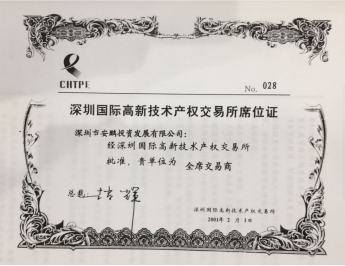 CHTPE
No. 028
深圳国际高新技术产权交易所席位证
深圳市安鹏投资发展有限公司：
经深圳国际高新技术产权交易所
批准，贵单位为 全席交易商
总裁：
深圳国际高新技术产权交易所
2001年2月1日